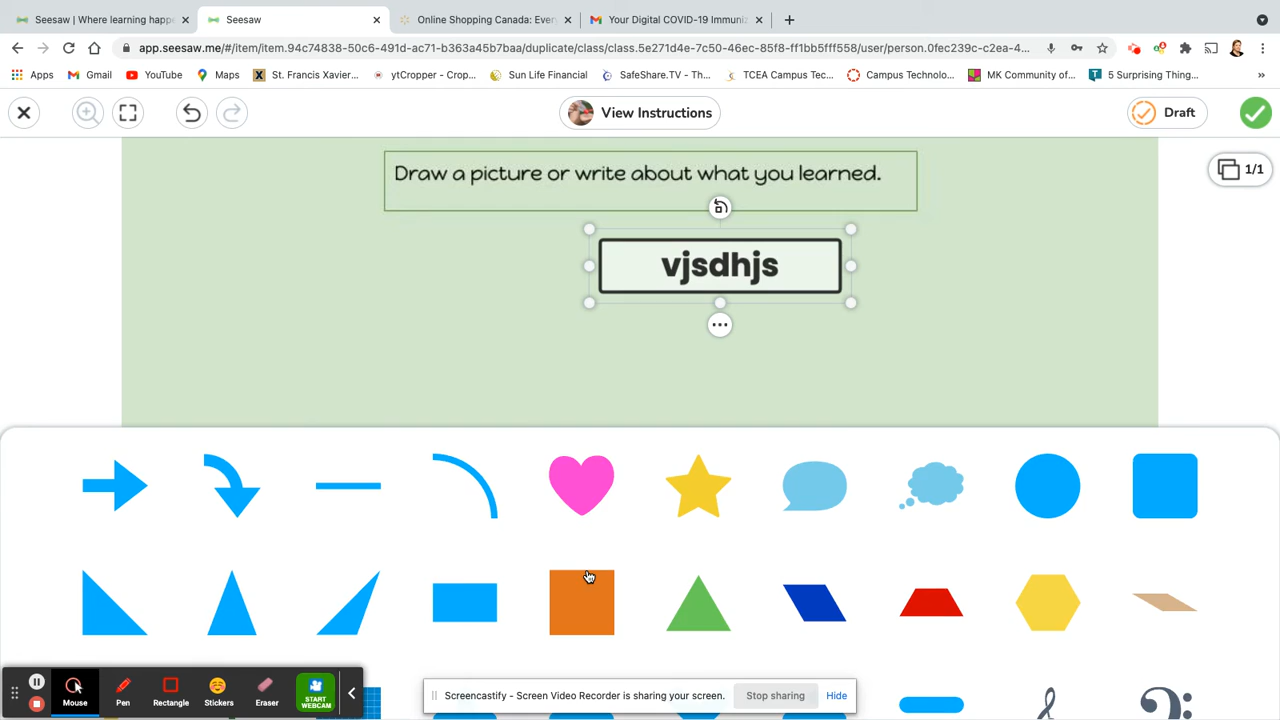 Seesaw | Where learning happe
Seesaw
Online Shopping Canada: Every
Your Digital COVID-19 Immuniz
app.seesaw.me/#/item/item.94c74838-50c6-491d-ac71-b363a45b7baa/duplicate/class/class.5e271d4e-7c50-46ec-85f8-ff1bb5fff558/user/person.0fec239c-c2ea-4...
Apps
Gmail
YouTube
Maps
St. Francis Xavier...
ytCropper - Crop...
Sun Life Financial
SafeShare.TV - Th...
TCEA Campus Tec...
Campus Technolo...
MK Community of...
5 Surprising Thing...
»
View Instructions
Draft
1/1
Draw a picture or write about what you learned.
vjsdhjs
Mouse
Pen
Rectangle
Stickers
Eraser
START
WEBCAM
Screencastify - Screen Video Recorder is sharing your screen.
Stop sharing
Hide